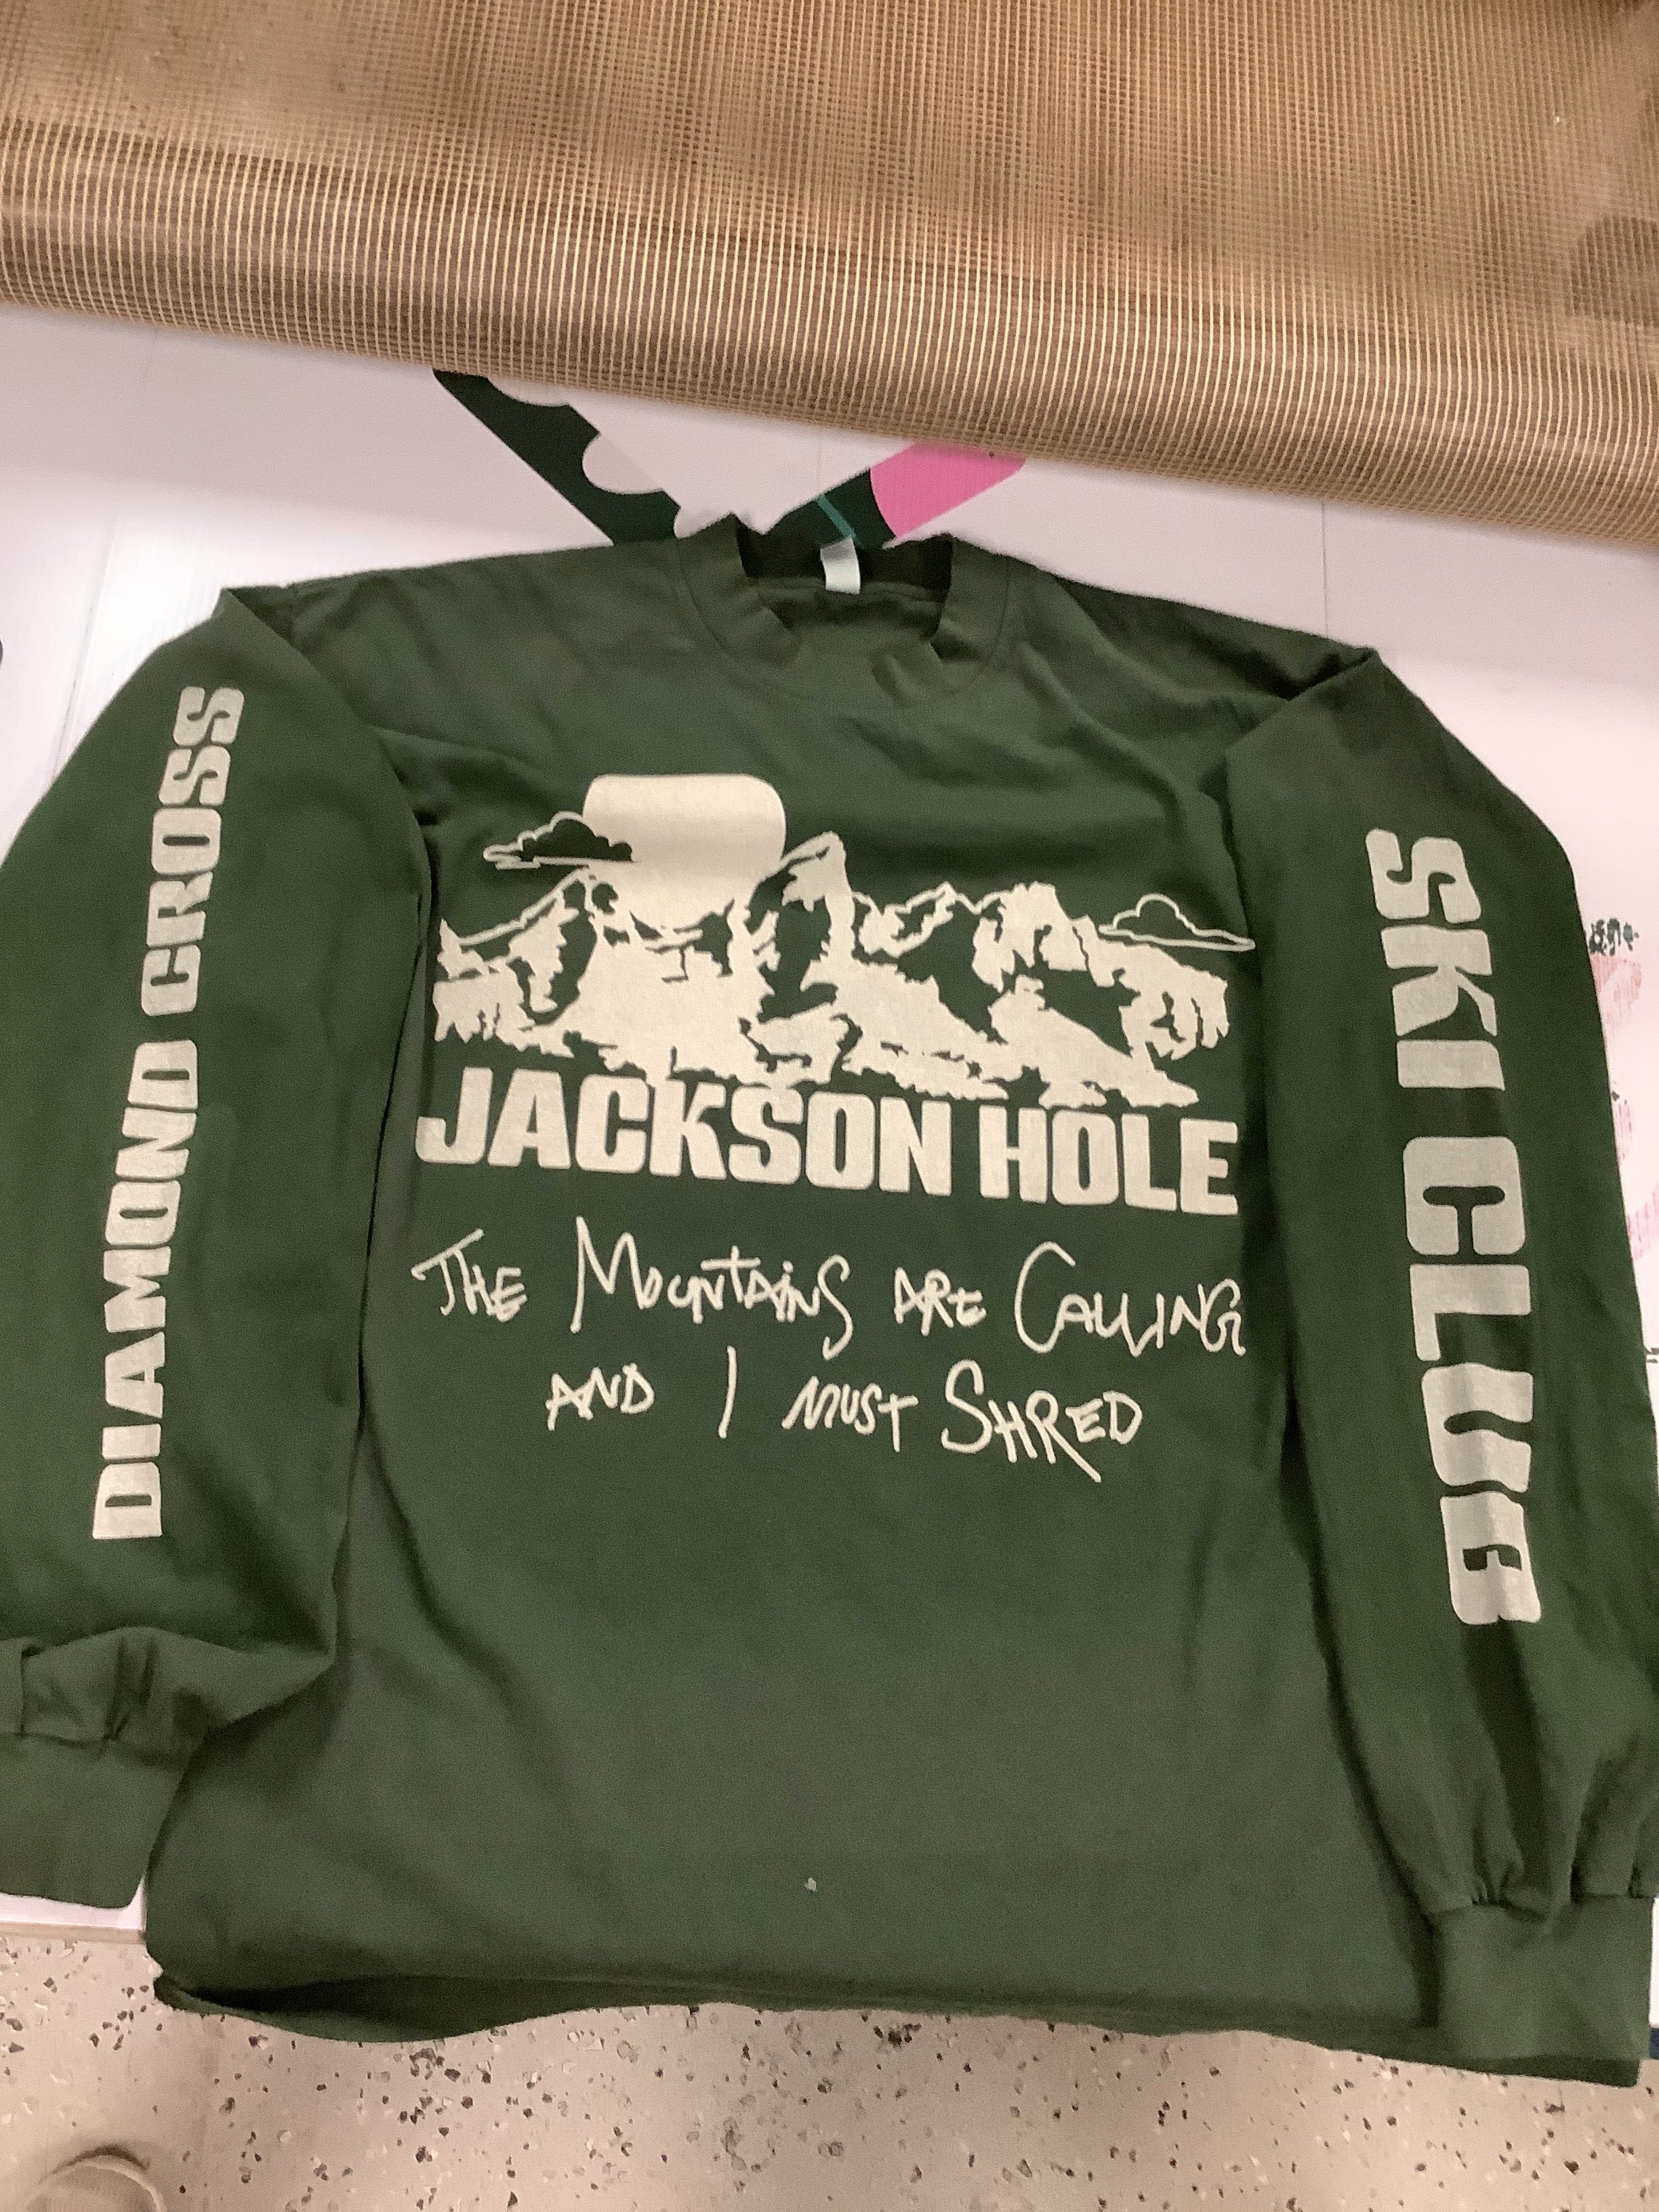 DIAMOND CROSS
JACKSON HOLE
THE MOUNTAINS ARE CALLING
AND I MUST SHRED
SKI CLUB